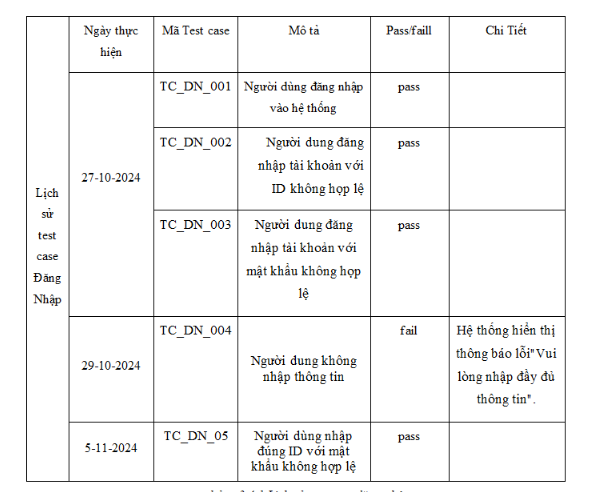 Ngày thực
hiện
Mã Test case
Mô tả
Pass/faill
Chi Tiết
Lịch
sử
test
case
Đăng
Nhập
27-10-2024
TC_DN_001
Người dùng đăng nhập
vào hệ thống
pass
TC_DN_002
Người dung đăng
nhập tài khoản với
ID không hợp lệ
pass
TC_DN_003
Người dung đăng
nhập tài khoản với
mật khẩu không hợp
lệ
pass
29-10-2024
TC_DN_004
Người dung không
nhập thông tin
fail
Hệ thống hiển thị
thông báo lỗi"Vui
lòng nhập đầy đủ
thông tin".
5-11-2024
TC_DN_05
Người dùng nhập
đúng ID với mật
khẩu không hợp lệ
pass